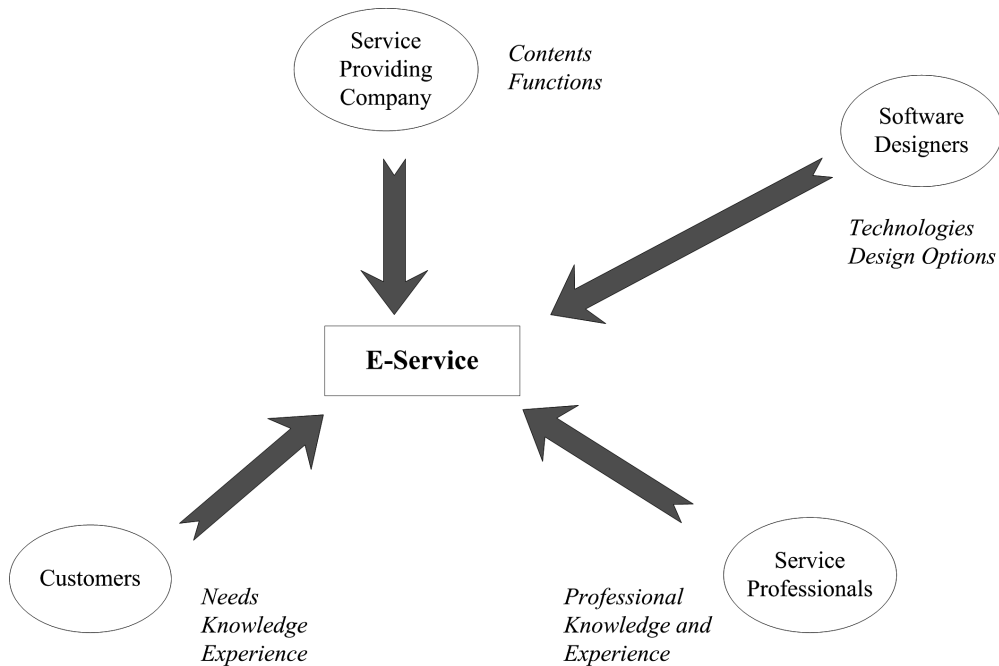 Service
Providing
Company
Contents
Functions
Software
Designers
Technologies
Design Options
E-Service
Customers
Needs
Knowledge
Experience
Professional
Knowledge and
Experience
Service
Professionals